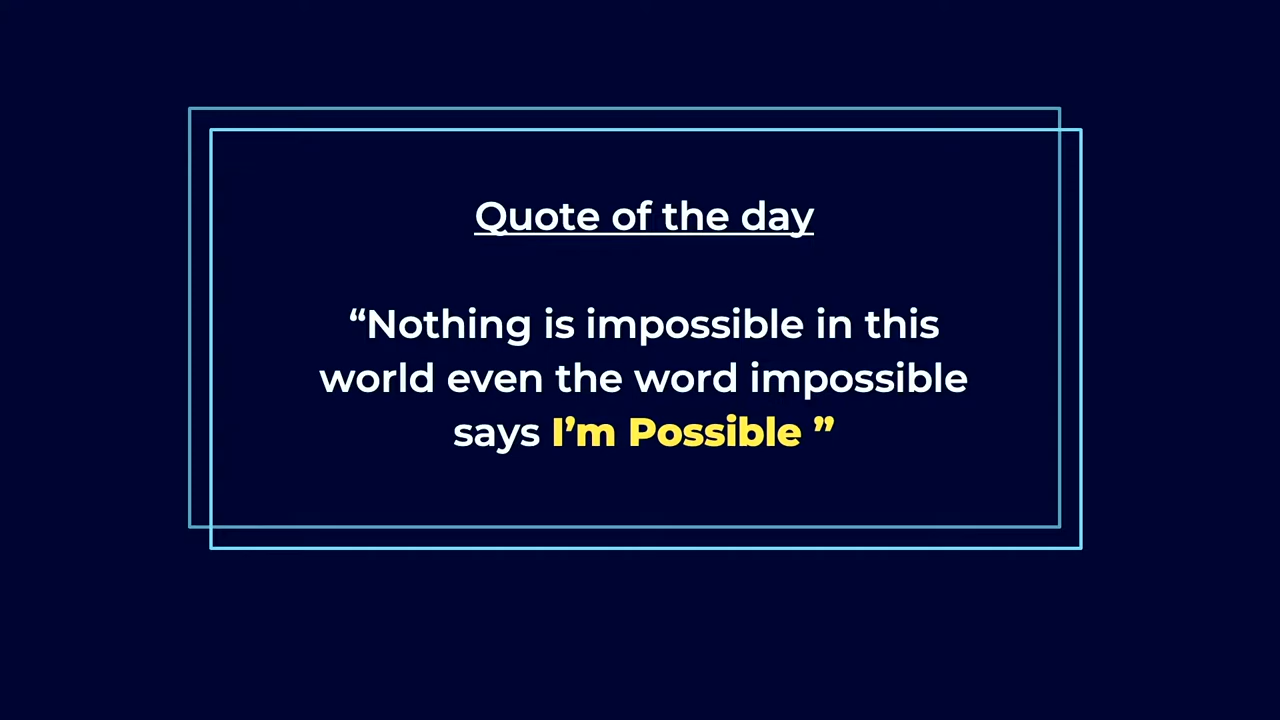 Quote of the day
“Nothing is impossible in this
world even the word impossible
says I’m Possible ”